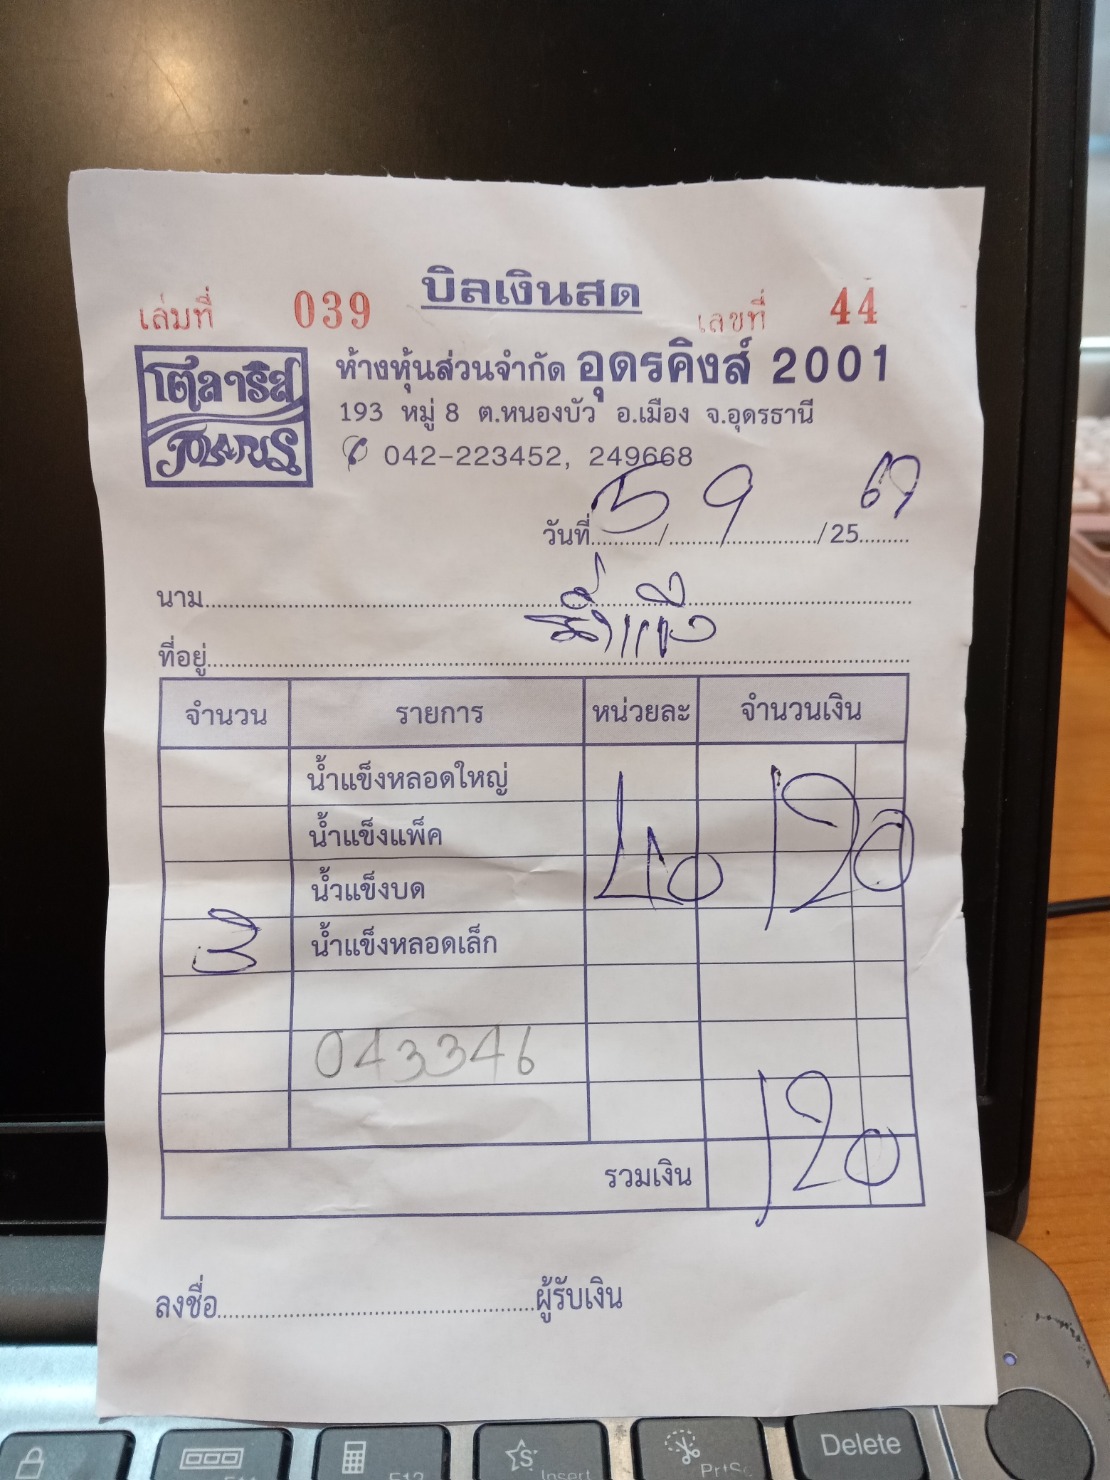 บิลเงินสด
เล่มที่ 039 เลขที่ 44
โตลาริส
ห้างหุ้นส่วนจำกัด อุดรคิงส์ 2001
193 หมู่ 8 ต.หนองบัว อ.เมือง จ.อุดรธานี
042-223452, 249668
วันที่ 5 / 9 / 25 67
นาม
ที่อยู่
จำนวน รายการ หน่วยละ จำนวนเงิน
น้ำแข็งหลอดใหญ่
น้ำแข็งแพ็ค
น้ำแข็งบด 40 120
3 น้ำแข็งหลอดเล็ก
043346
รวมเงิน 120
ลงชื่อ ผู้รับเงิน
Delete
Insert
PrtSc